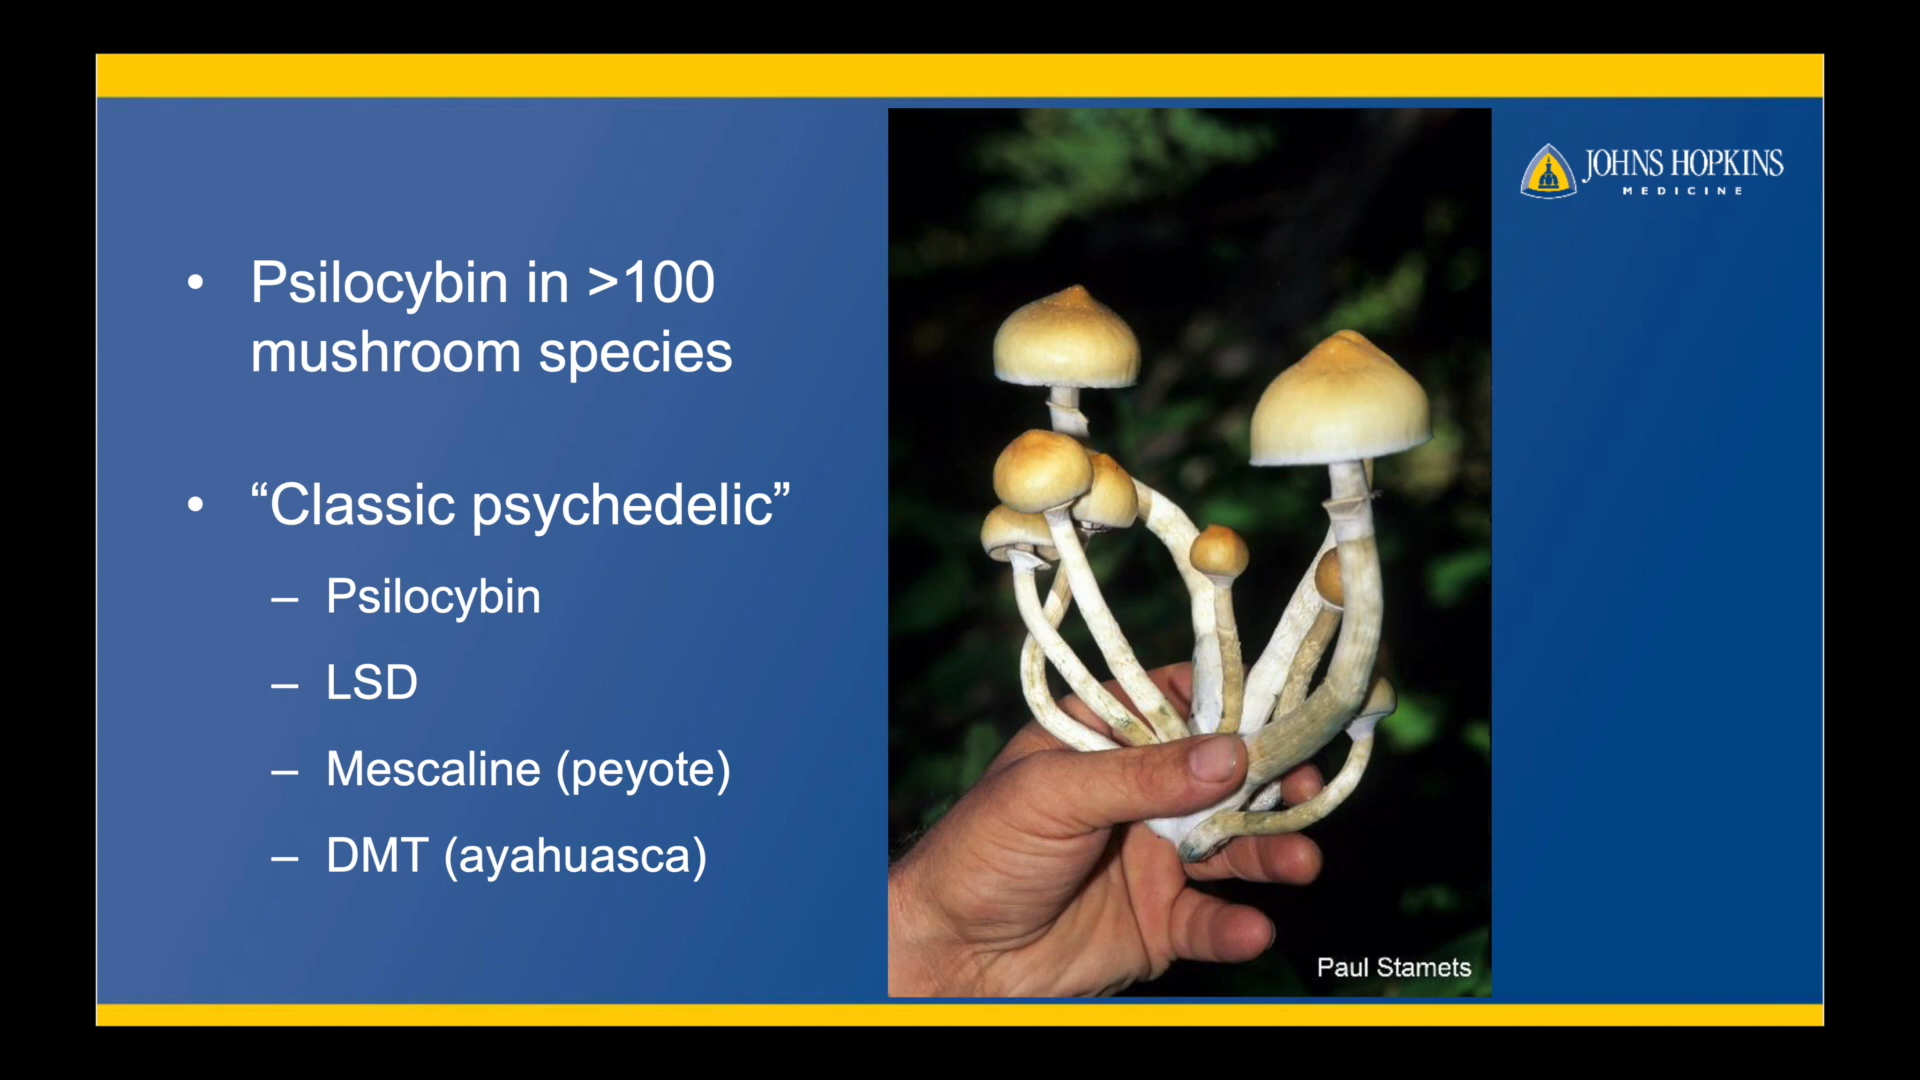 JOHNS HOPKINS
MEDICINE
• Psilocybin in >100
mushroom species
• “Classic psychedelic”
– Psilocybin
– LSD
– Mescaline (peyote)
– DMT (ayahuasca)
Paul Stamets